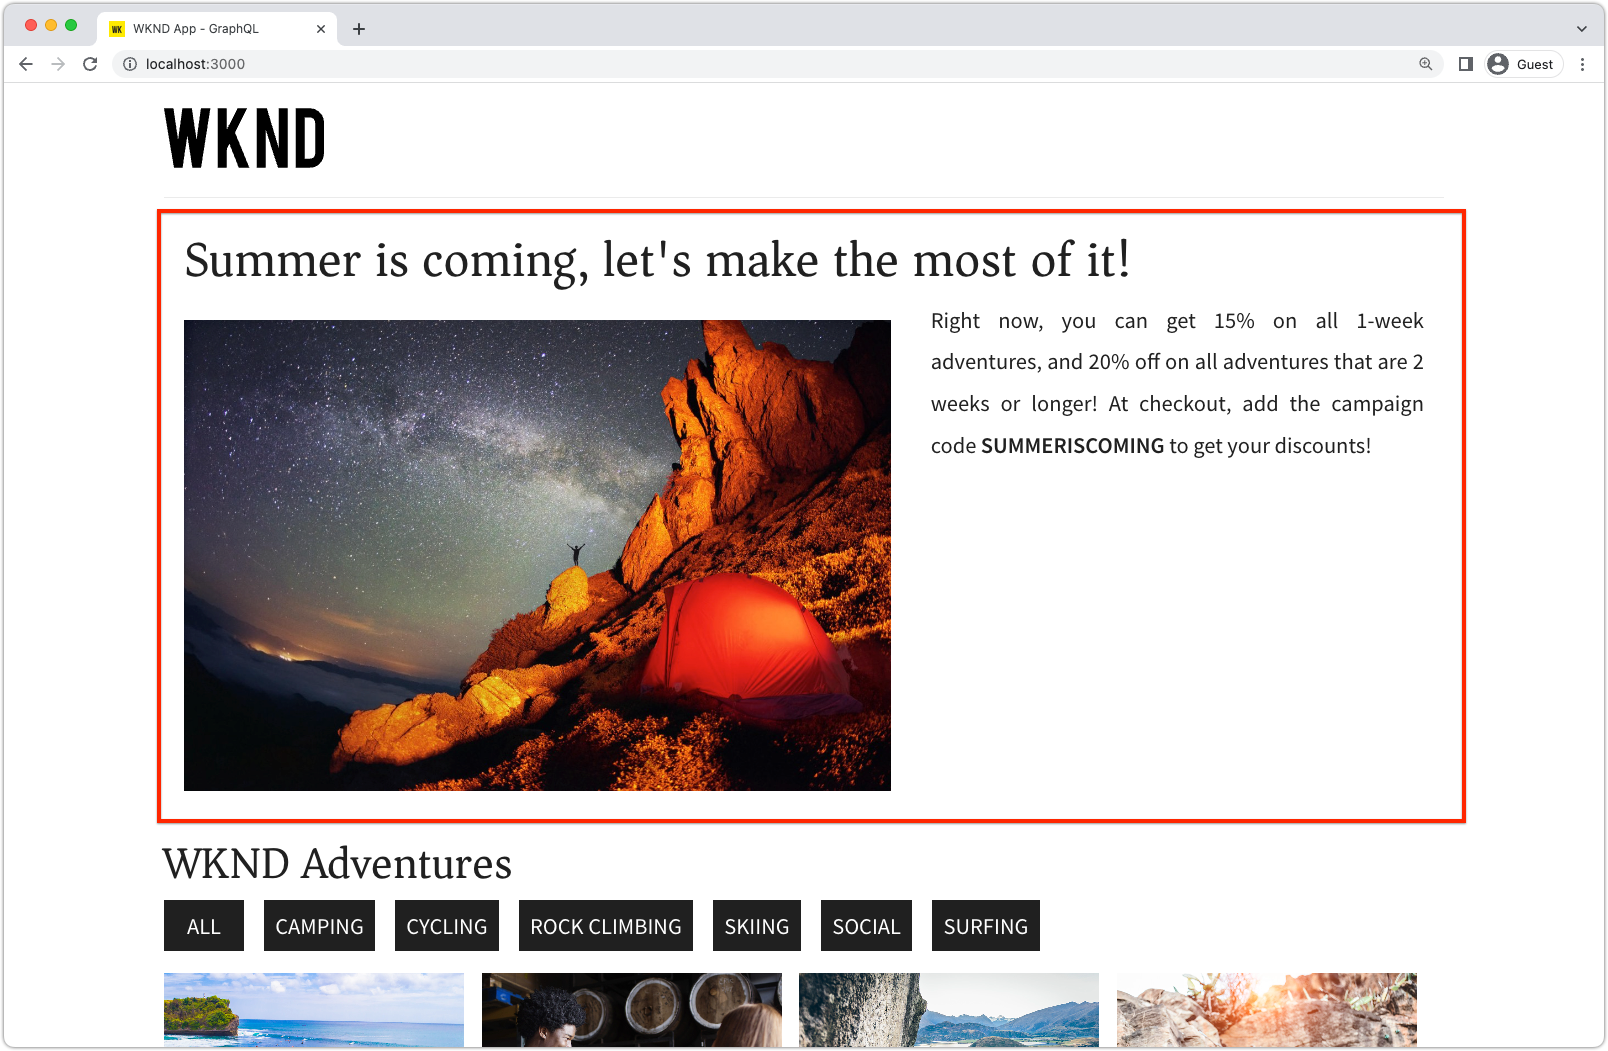 WK WKND App - GraphQL
localhost:3000
Guest
WKND
Summer is coming, let's make the most of it!
Right now, you can get 15% on all 1-week
adventures, and 20% off on all adventures that are 2
weeks or longer! At checkout, add the campaign
code SUMMERISCOMING to get your discounts!
WKND Adventures
ALL CAMPING CYCLING ROCK CLIMBING SKIING SOCIAL SURFING